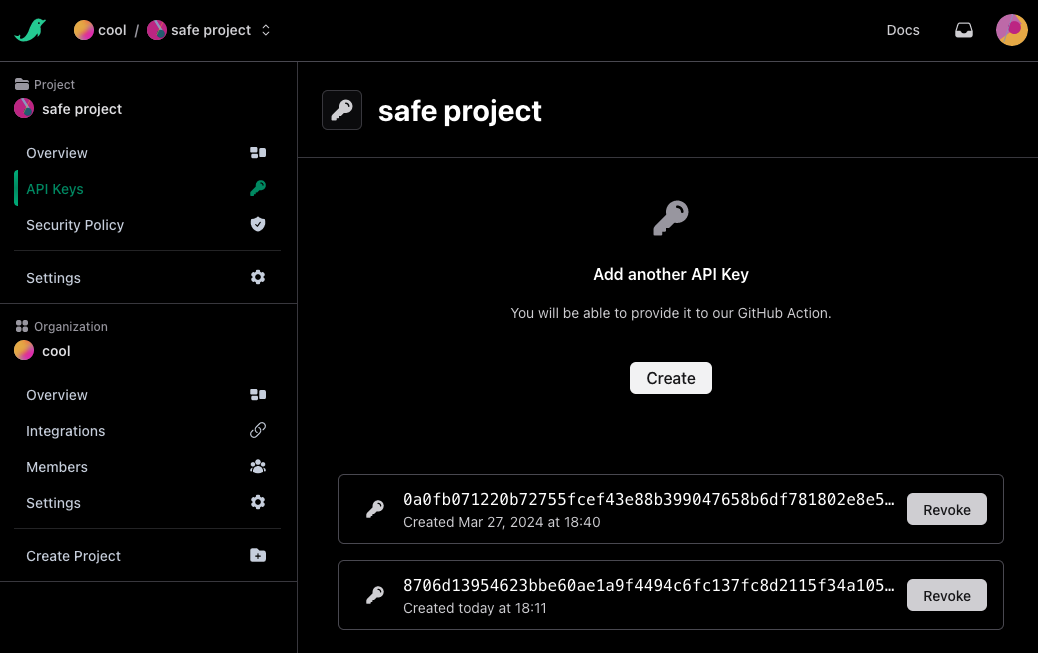 cool / safe project
Docs
Project
safe project
Overview
API Keys
Security Policy
Settings
Organization
cool
Overview
Integrations
Members
Settings
Create Project
safe project
Add another API Key
You will be able to provide it to our GitHub Action.
Create
0a0fb071220b72755fcef43e88b399047658b6df781802e8e5…
Created Mar 27, 2024 at 18:40
Revoke
8706d13954623bbe60ae1a9f4494c6fc137fc8d2115f34a105…
Created today at 18:11
Revoke